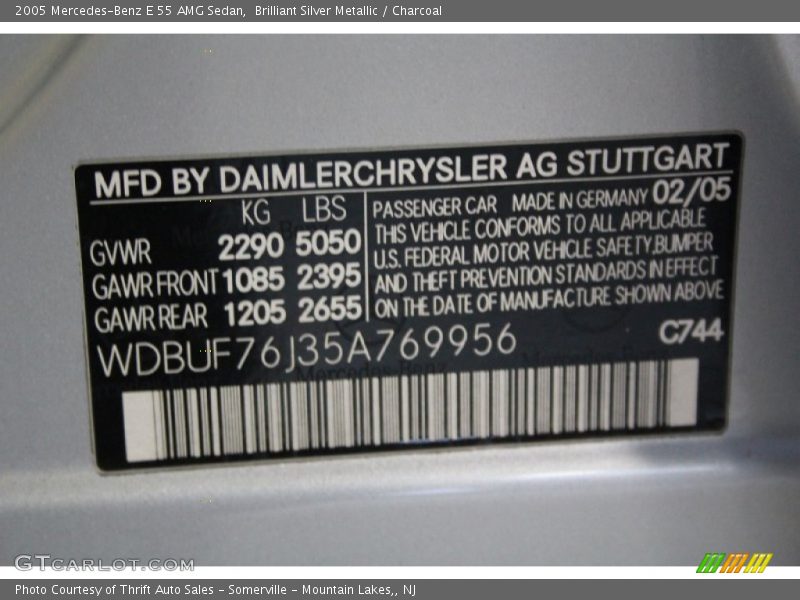 2005 Mercedes-Benz E 55 AMG Sedan,  Brilliant Silver Metallic / Charcoal
MFD BY DAIMLERCHRYSLER AG STUTTGART
KG LBS
GVWR 2290 5050
GAWR FRONT 1085 2395
GAWR REAR 1205 2655
PASSENGER CAR MADE IN GERMANY 02/05
THIS VEHICLE CONFORMS TO ALL APPLICABLE
U.S. FEDERAL MOTOR VEHICLE SAFETY,BUMPER
AND THEFT PREVENTION STANDARDS IN EFFECT
ON THE DATE OF MANUFACTURE SHOWN ABOVE
WDBUF76J35A769956
C744
GTCARLOT.COM
Photo Courtesy of Thrift Auto Sales - Somerville - Mountain Lakes,, NJ